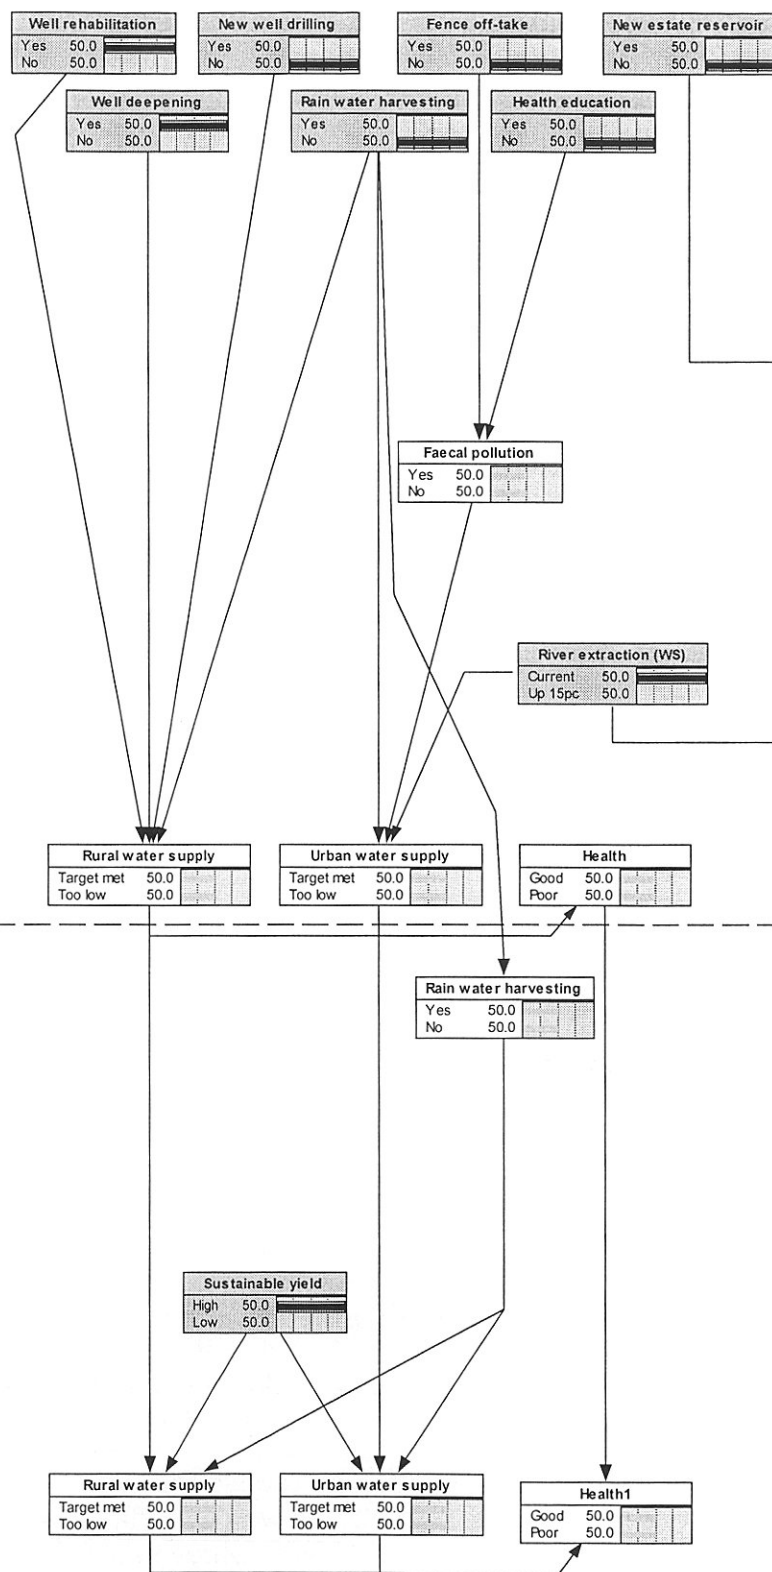 Well rehabilitation
Yes 50.0
No 50.0
New well drilling
Yes 50.0
No 50.0
Fence off-take
Yes 50.0
No 50.0
New estate reservoir
Yes 50.0
No 50.0
Well deepening
Yes 50.0
No 50.0
Rain water harvesting
Yes 50.0
No 50.0
Health education
Yes 50.0
No 50.0
Faecal pollution
Yes 50.0
No 50.0
River extraction (WS)
Current 50.0
Up 15pc 50.0
Rural water supply
Target met 50.0
Too low 50.0
Urban water supply
Target met 50.0
Too low 50.0
Health
Good 50.0
Poor 50.0
Rain water harvesting
Yes 50.0
No 50.0
Sustainable yield
High 50.0
Low 50.0
Rural water supply
Target met 50.0
Too low 50.0
Urban water supply
Target met 50.0
Too low 50.0
Health1
Good 50.0
Poor 50.0